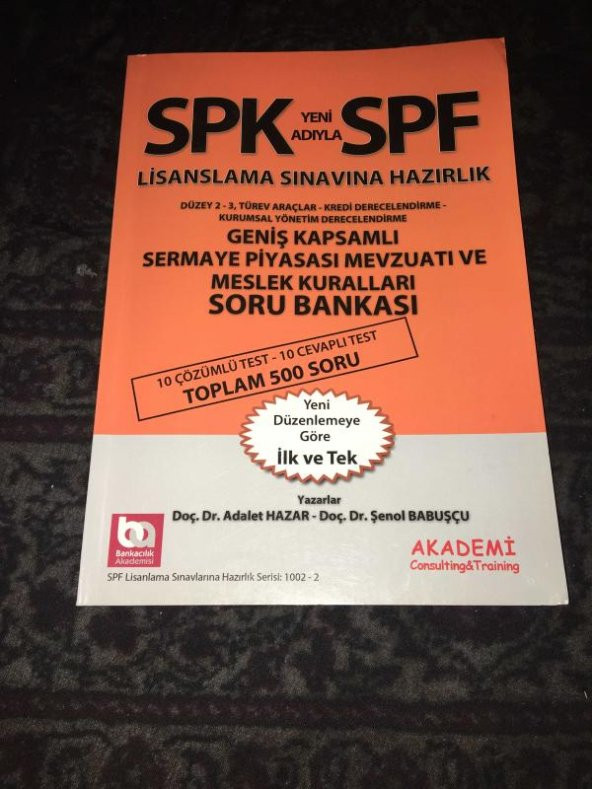 SPK YENİ ADIYLA SPF
LİSANSLAMA SINAVINA HAZIRLIK
DÜZEY 2 - 3, TÜREV ARAÇLAR - KREDİ DERECELENDİRME -
KURUMSAL YÖNETİM DERECELENDİRME
GENİŞ KAPSAMLI
SERMAYE PİYASASI MEVZUATI VE
MESLEK KURALLARI
SORU BANKASI
10 ÇÖZÜMLÜ TEST - 10 CEVAPLI TEST
TOPLAM 500 SORU
Yeni
Düzenlemeye
Göre
İlk ve Tek
Yazarlar
Doç. Dr. Adalet HAZAR - Doç. Dr. Şenol BABUŞÇU
ba
Bankacılık
Akademisi
AKADEMİ
Consulting&Training
SPF Lisanlama Sınavlarına Hazırlık Serisi: 1002 - 2